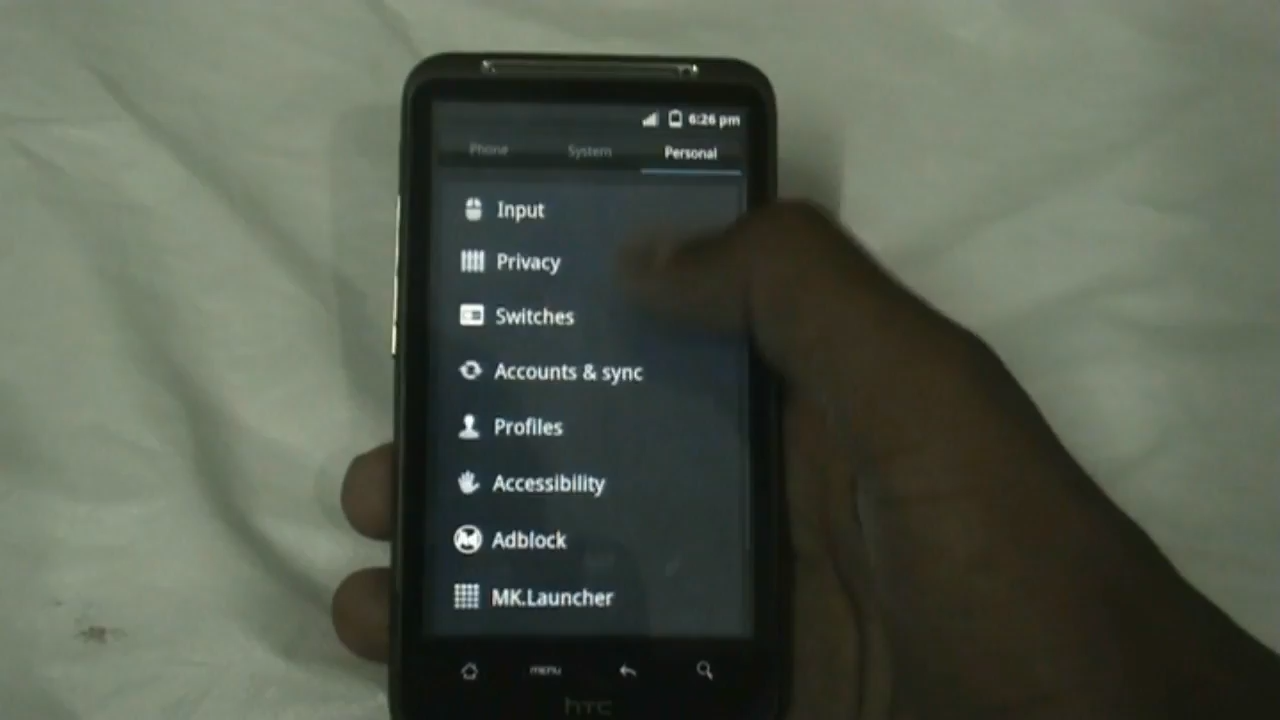 6:26 pm
Phone System Personal
Input
Privacy
Switches
Accounts & sync
Profiles
Accessibility
Adblock
MK.Launcher
menu
htc